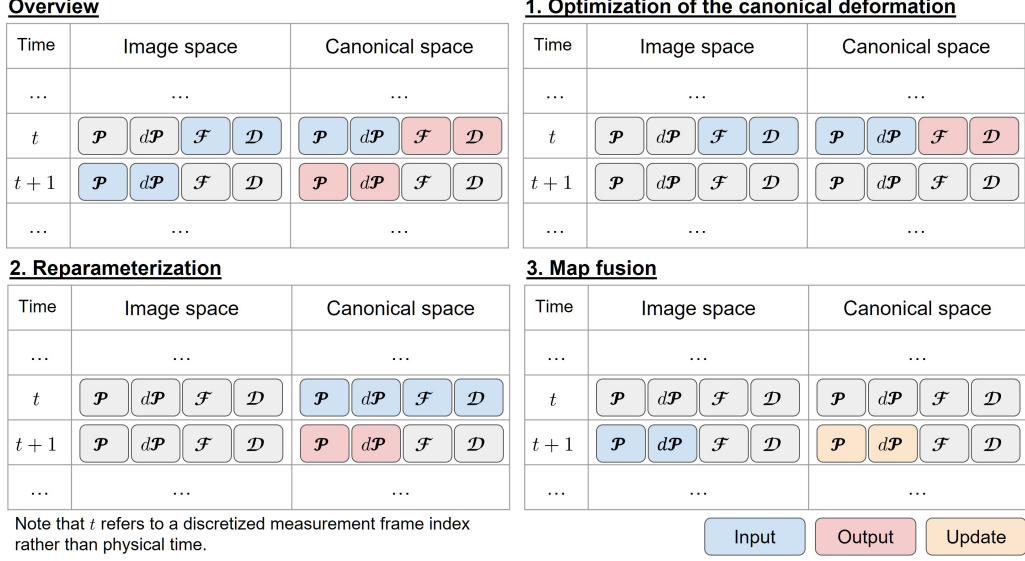 Overview
Time Image space Canonical space
... ... ...
t 𝓟 d𝓟 ℱ 𝒟 𝓟 d𝓟 ℱ 𝒟
t + 1 𝓟 d𝓟 ℱ 𝒟 𝓟 d𝓟 ℱ 𝒟
... ... ...
1. Optimization of the canonical deformation
Time Image space Canonical space
... ... ...
t 𝓟 d𝓟 ℱ 𝒟 𝓟 d𝓟 ℱ 𝒟
t + 1 𝓟 d𝓟 ℱ 𝒟 𝓟 d𝓟 ℱ 𝒟
... ... ...
2. Reparameterization
Time Image space Canonical space
... ... ...
t 𝓟 d𝓟 ℱ 𝒟 𝓟 d𝓟 ℱ 𝒟
t + 1 𝓟 d𝓟 ℱ 𝒟 𝓟 d𝓟 ℱ 𝒟
... ... ...
3. Map fusion
Time Image space Canonical space
... ... ...
t 𝓟 d𝓟 ℱ 𝒟 𝓟 d𝓟 ℱ 𝒟
t + 1 𝓟 d𝓟 ℱ 𝒟 𝓟 d𝓟 ℱ 𝒟
... ... ...
Note that t refers to a discretized measurement frame index
rather than physical time.
Input Output Update